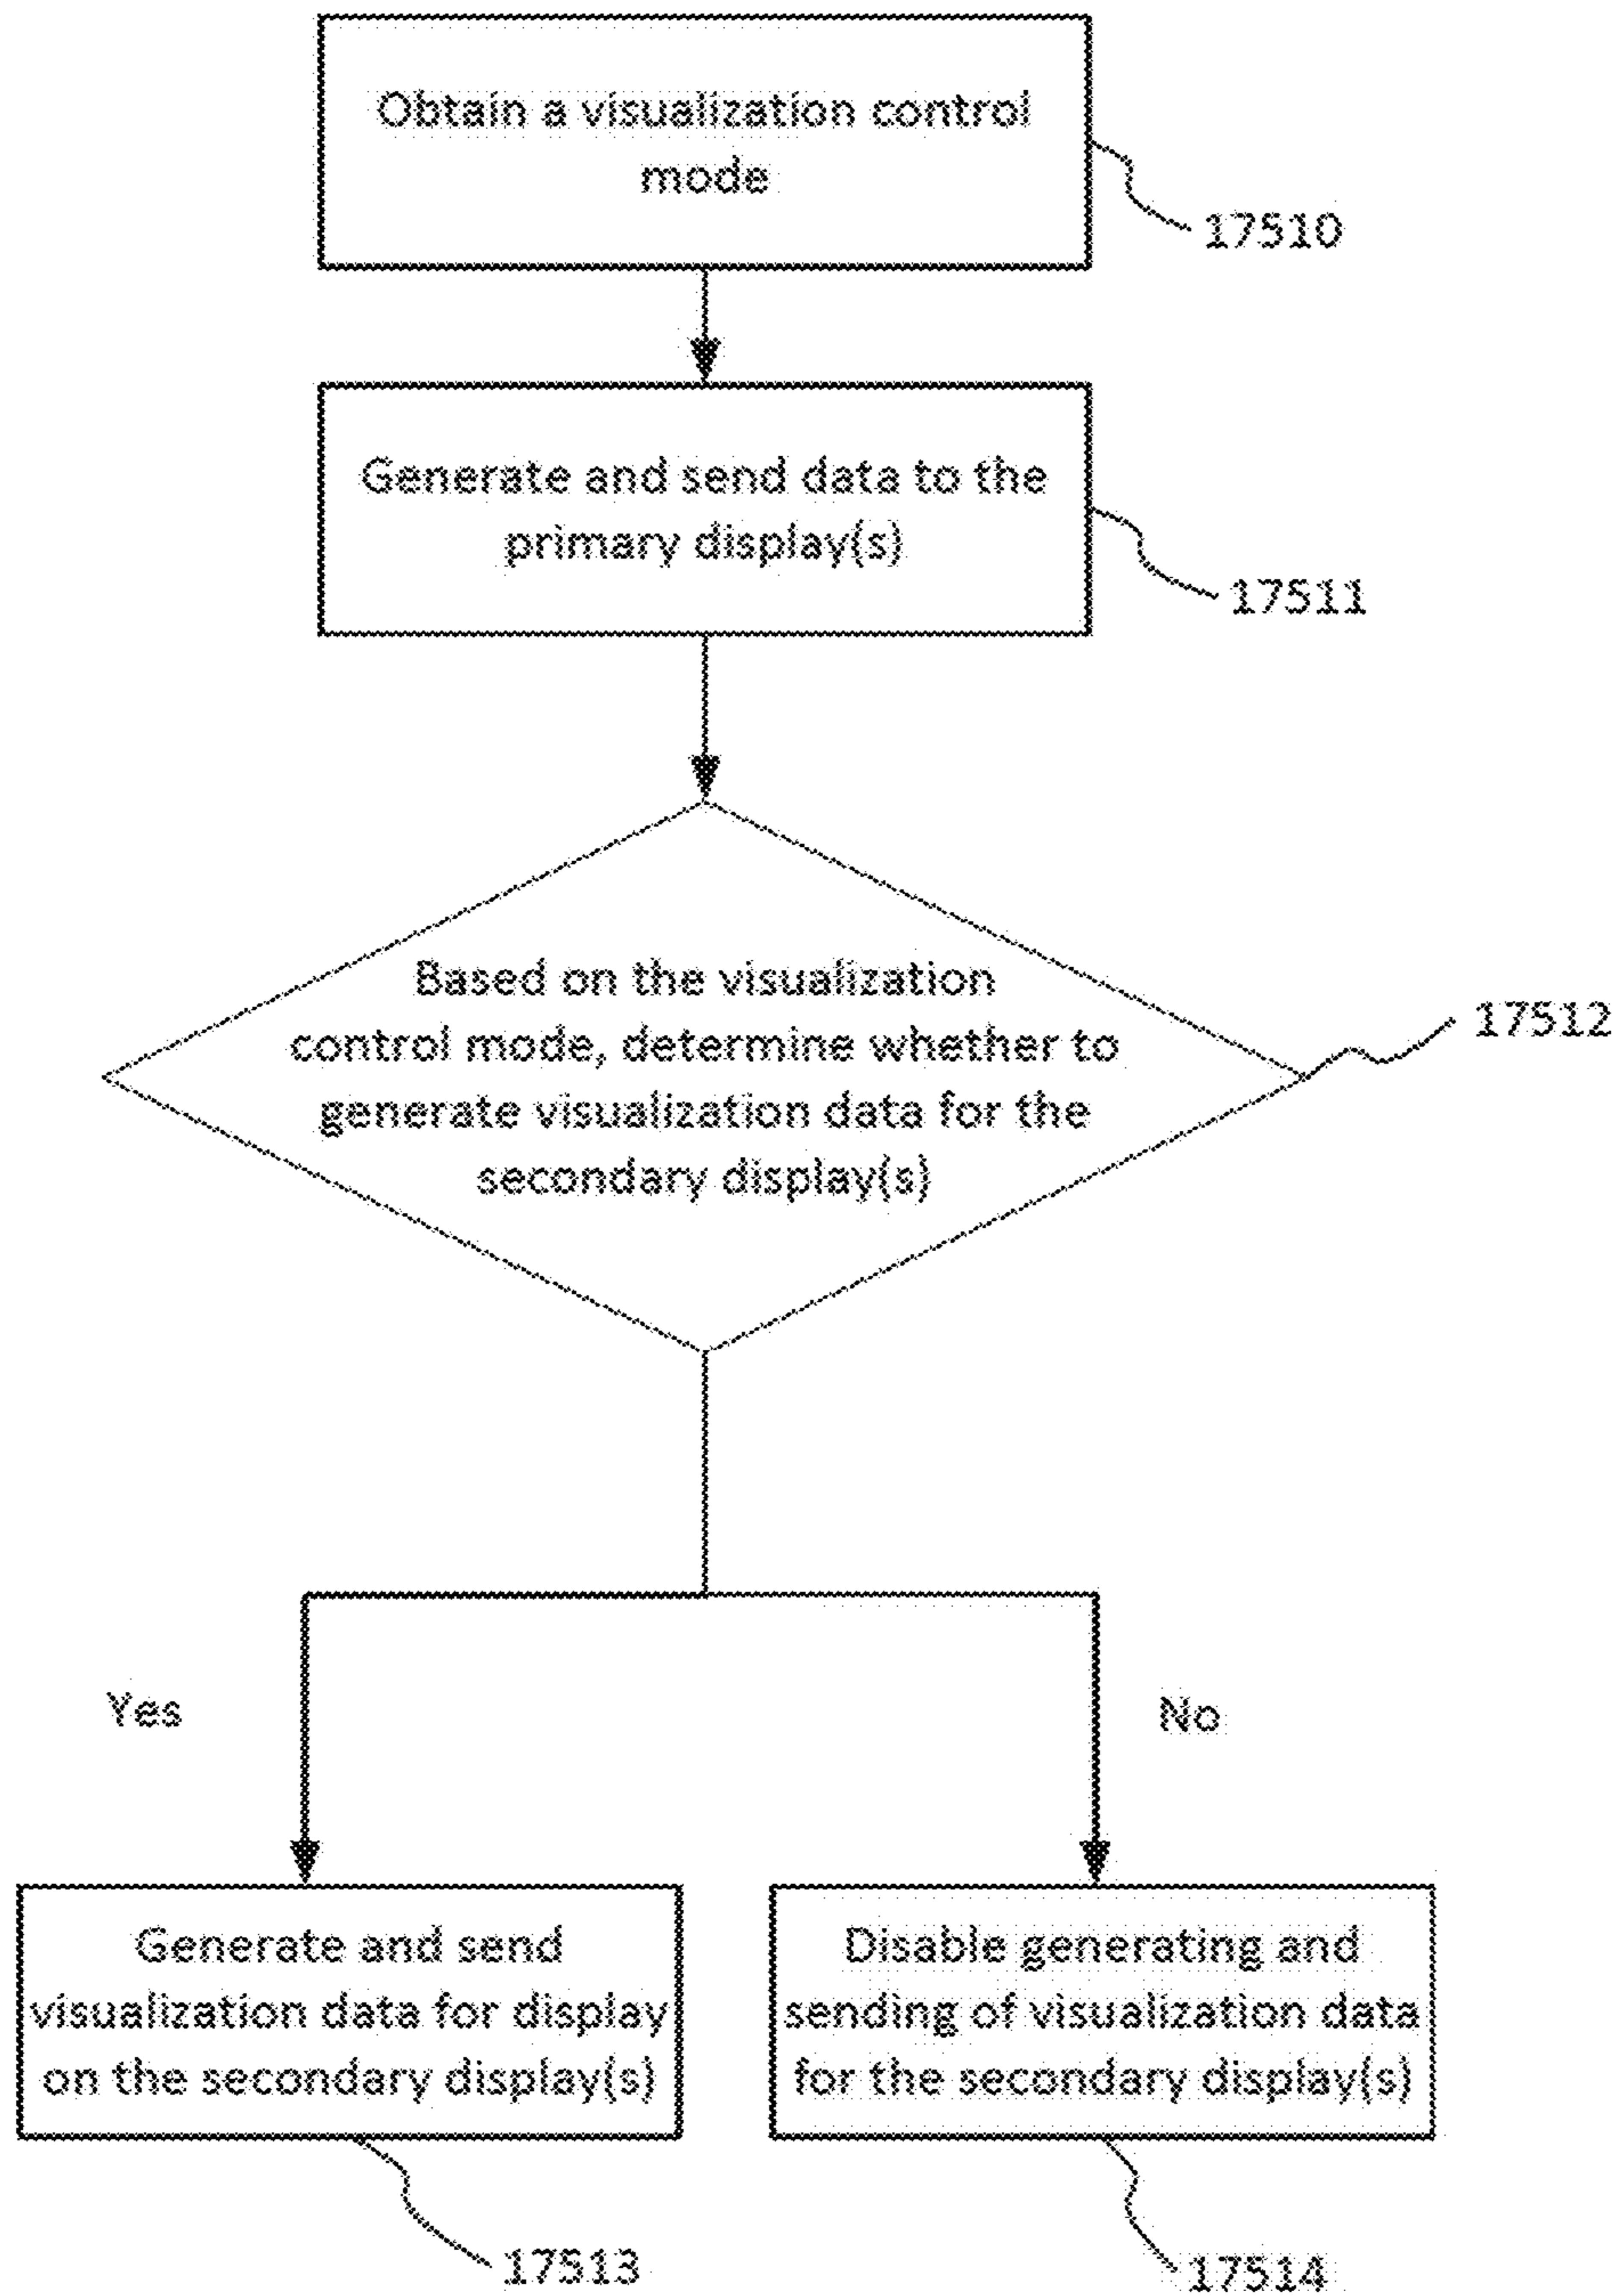 Obtain a visualization control
mode
17510
Generate and send data to the
primary display(s)
17511
Based on the visualization
control mode, determine whether to
generate visualization data for the
secondary display(s)
17512
Yes
No
Generate and send
visualization data for display
on the secondary display(s)
17513
Disable generating and
sending of visualization data
for the secondary display(s)
17514